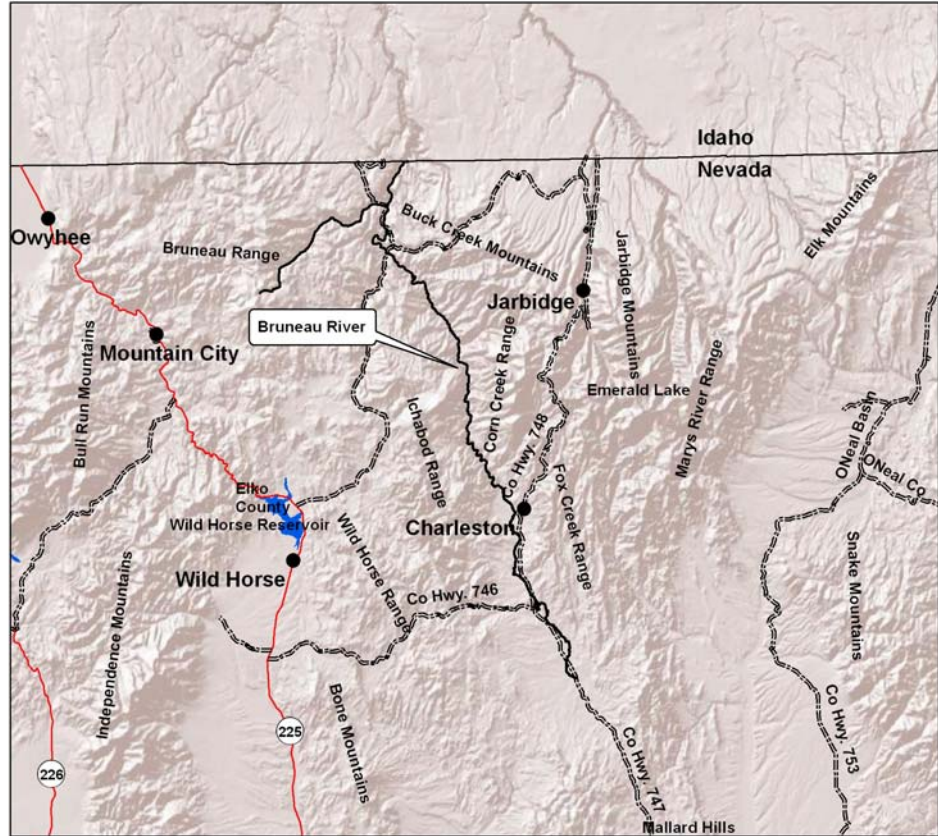 Idaho
Nevada
Elk Mountains
Owyhee
Bruneau Range
Buck Creek Mountains
Jarbidge Mountains
Jarbidge
Bruneau River
Mountain City
Bull Run Mountains
Corn Creek Range
Emerald Lake
Marys River Range
Ichabod Range
Co Hwy. 748
ONeal Basin
ONeal Co
Elko
County
Wild Horse Reservoir
Fox Creek Range
Charleston
Wild Horse
Wild Horse Range
Co Hwy. 746
Snake Mountains
Independence Mountains
Bone Mountains
225
226
Co Hwy. 747
Co Hwy. 753
Mallard Hills